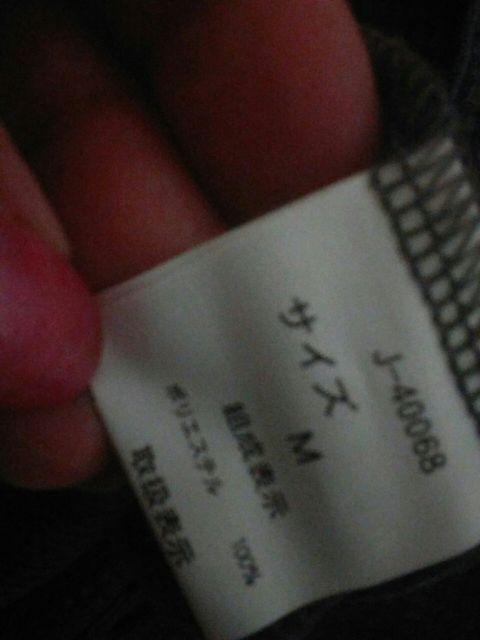 J-40068
サイズ M
組成表示
ポリエステル 100%
取扱表示